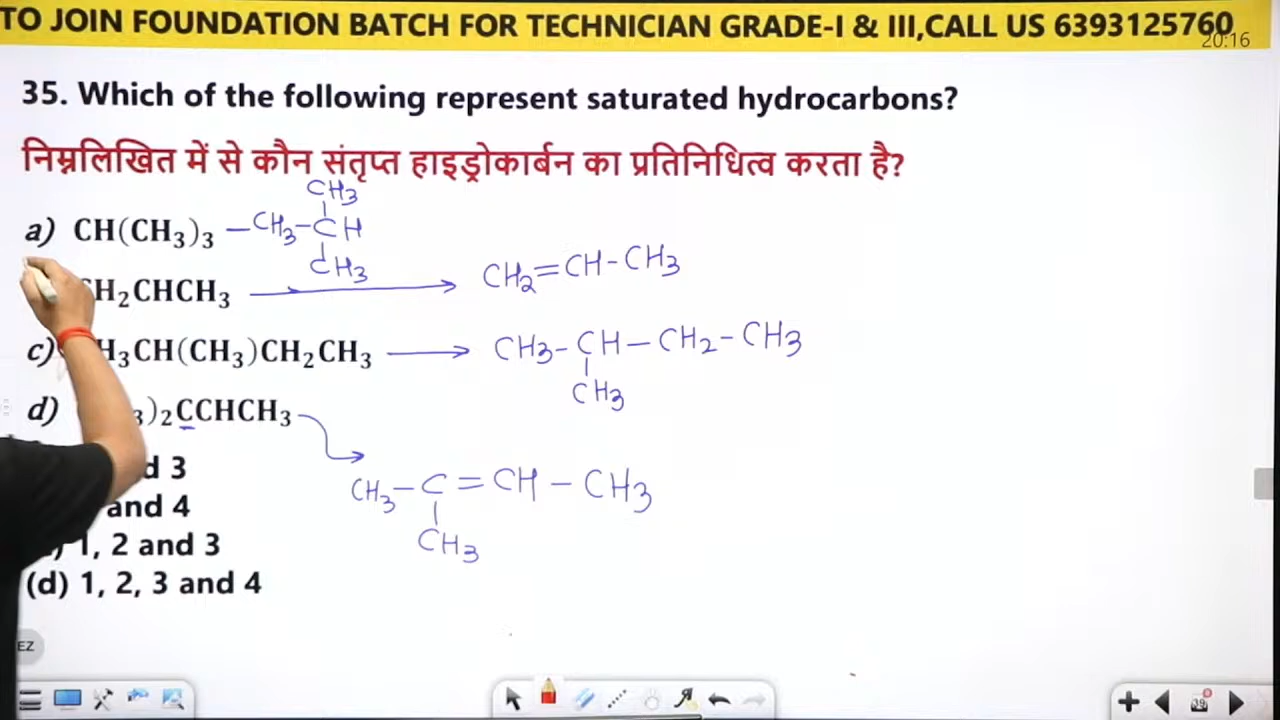 TO JOIN FOUNDATION BATCH FOR TECHNICIAN GRADE-I & III,CALL US 6393125760
20:16
35. Which of the following represent saturated hydrocarbons?
निम्नलिखित में से कौन संतृप्त हाइड्रोकार्बन का प्रतिनिधित्व करता है?
CH₃
a) CH(CH₃)₃ —CH₃-CH
CH₃
H₂CHCH₃ CH₂=CH-CH₃
c) H₃CH(CH₃)CH₂CH₃ CH₃-CH-CH₂-CH₃
CH₃
d) ₃)₂CCHCH₃
CH₃-C=CH-CH₃
CH₃
d 3
and 4
) 1, 2 and 3
(d) 1, 2, 3 and 4
EZ